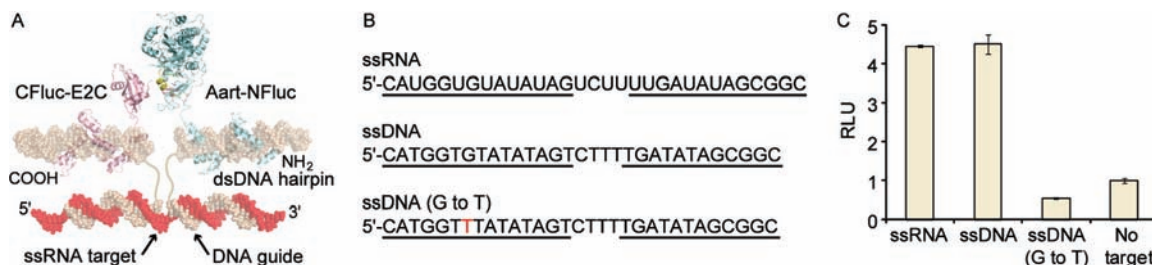 A
CFluc-E2C
Aart-NFluc
COOH
NH2
dsDNA hairpin
5'
3'
ssRNA target
DNA guide
B
ssRNA
5'-CAUGGUGUAUAUAGUCUUUUGAUAUAGCGGC
ssDNA
5'-CATGGTGTATATAGTCTTTTGATATAGCGGC
ssDNA (G to T)
5'-CATGGTTTATATAGTCTTTTGATATAGCGGC
C
RLU
5
4
3
2
1
0
ssRNA
ssDNA
ssDNA
(G to T)
No
target